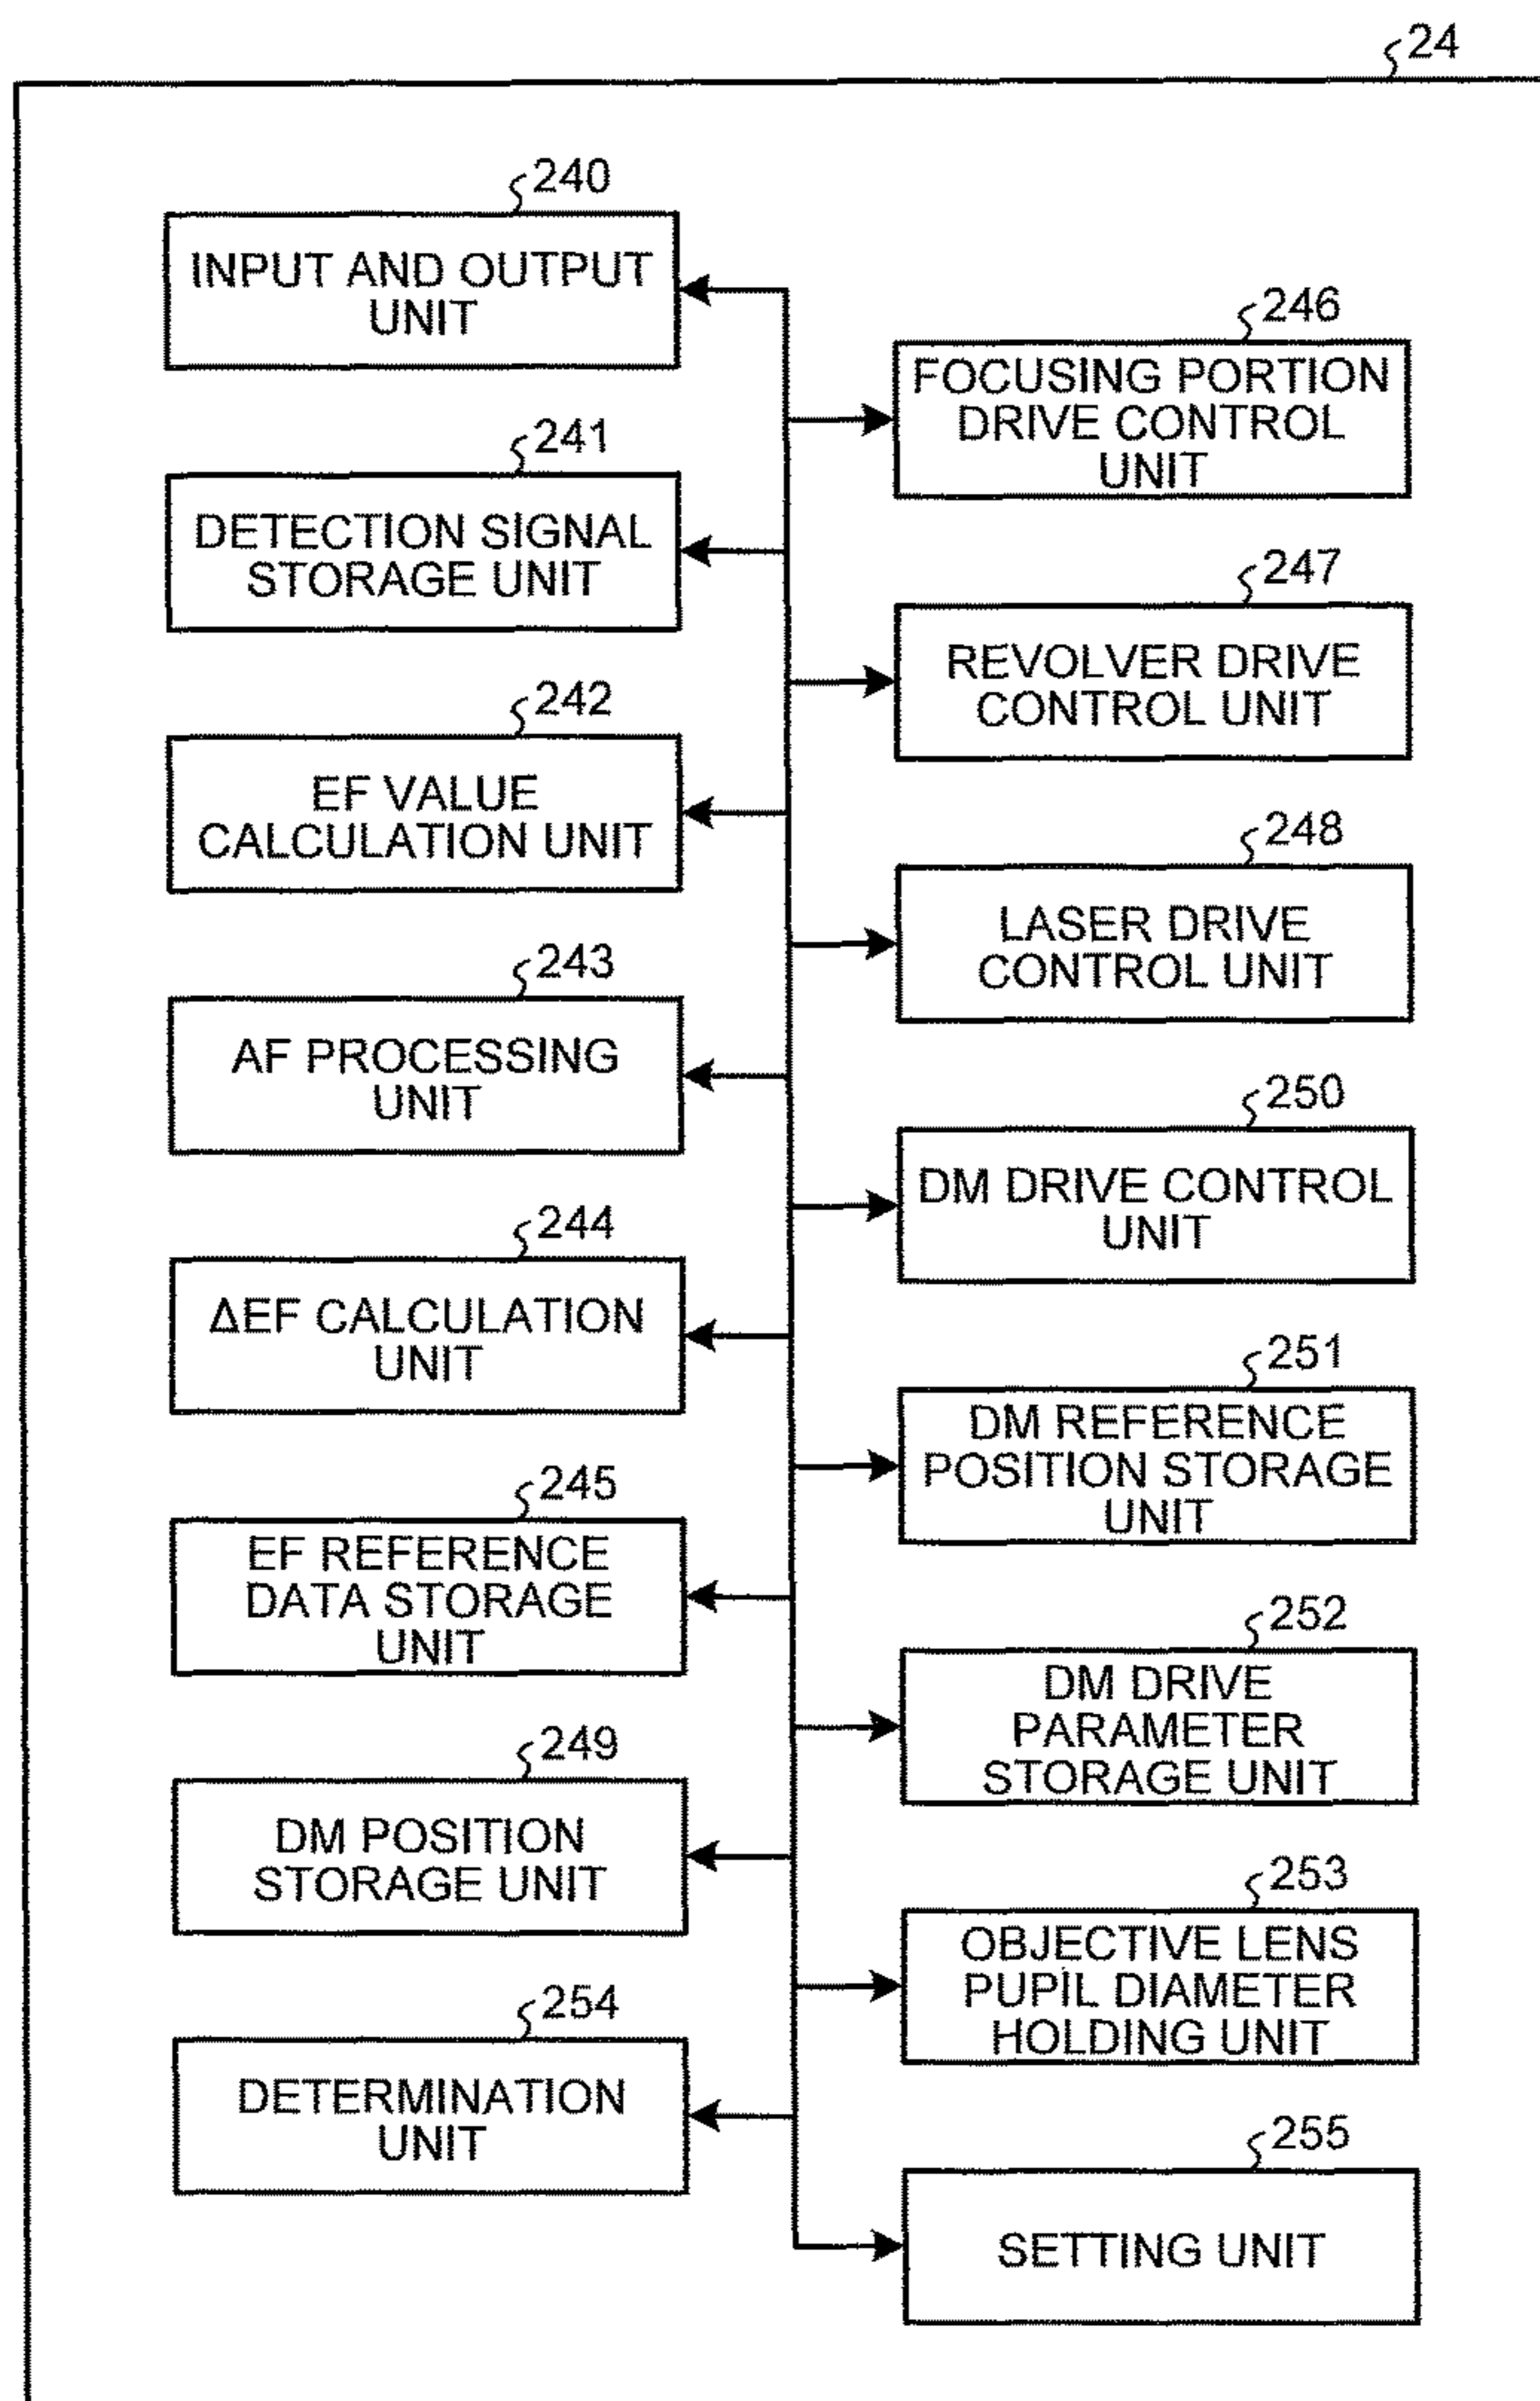 24
240
INPUT AND OUTPUT
UNIT
241
DETECTION SIGNAL
STORAGE UNIT
242
EF VALUE
CALCULATION UNIT
243
AF PROCESSING
UNIT
244
ΔEF CALCULATION
UNIT
245
EF REFERENCE
DATA STORAGE
UNIT
249
DM POSITION
STORAGE UNIT
254
DETERMINATION
UNIT
246
FOCUSING PORTION
DRIVE CONTROL
UNIT
247
REVOLVER DRIVE
CONTROL UNIT
248
LASER DRIVE
CONTROL UNIT
250
DM DRIVE CONTROL
UNIT
251
DM REFERENCE
POSITION STORAGE
UNIT
252
DM DRIVE
PARAMETER
STORAGE UNIT
253
OBJECTIVE LENS
PUPIL DIAMETER
HOLDING UNIT
255
SETTING UNIT